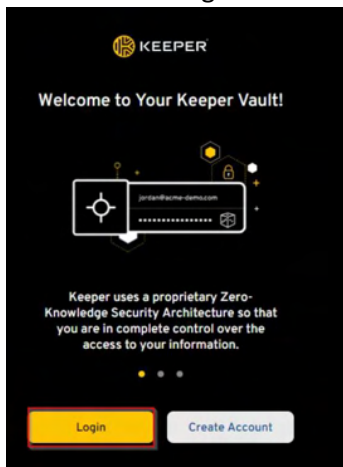 KEEPER
Welcome to Your Keeper Vault!
jordan@acme-demo.com
Keeper uses a proprietary Zero-
Knowledge Security Architecture so that
you are in complete control over the
access to your information.
Login
Create Account